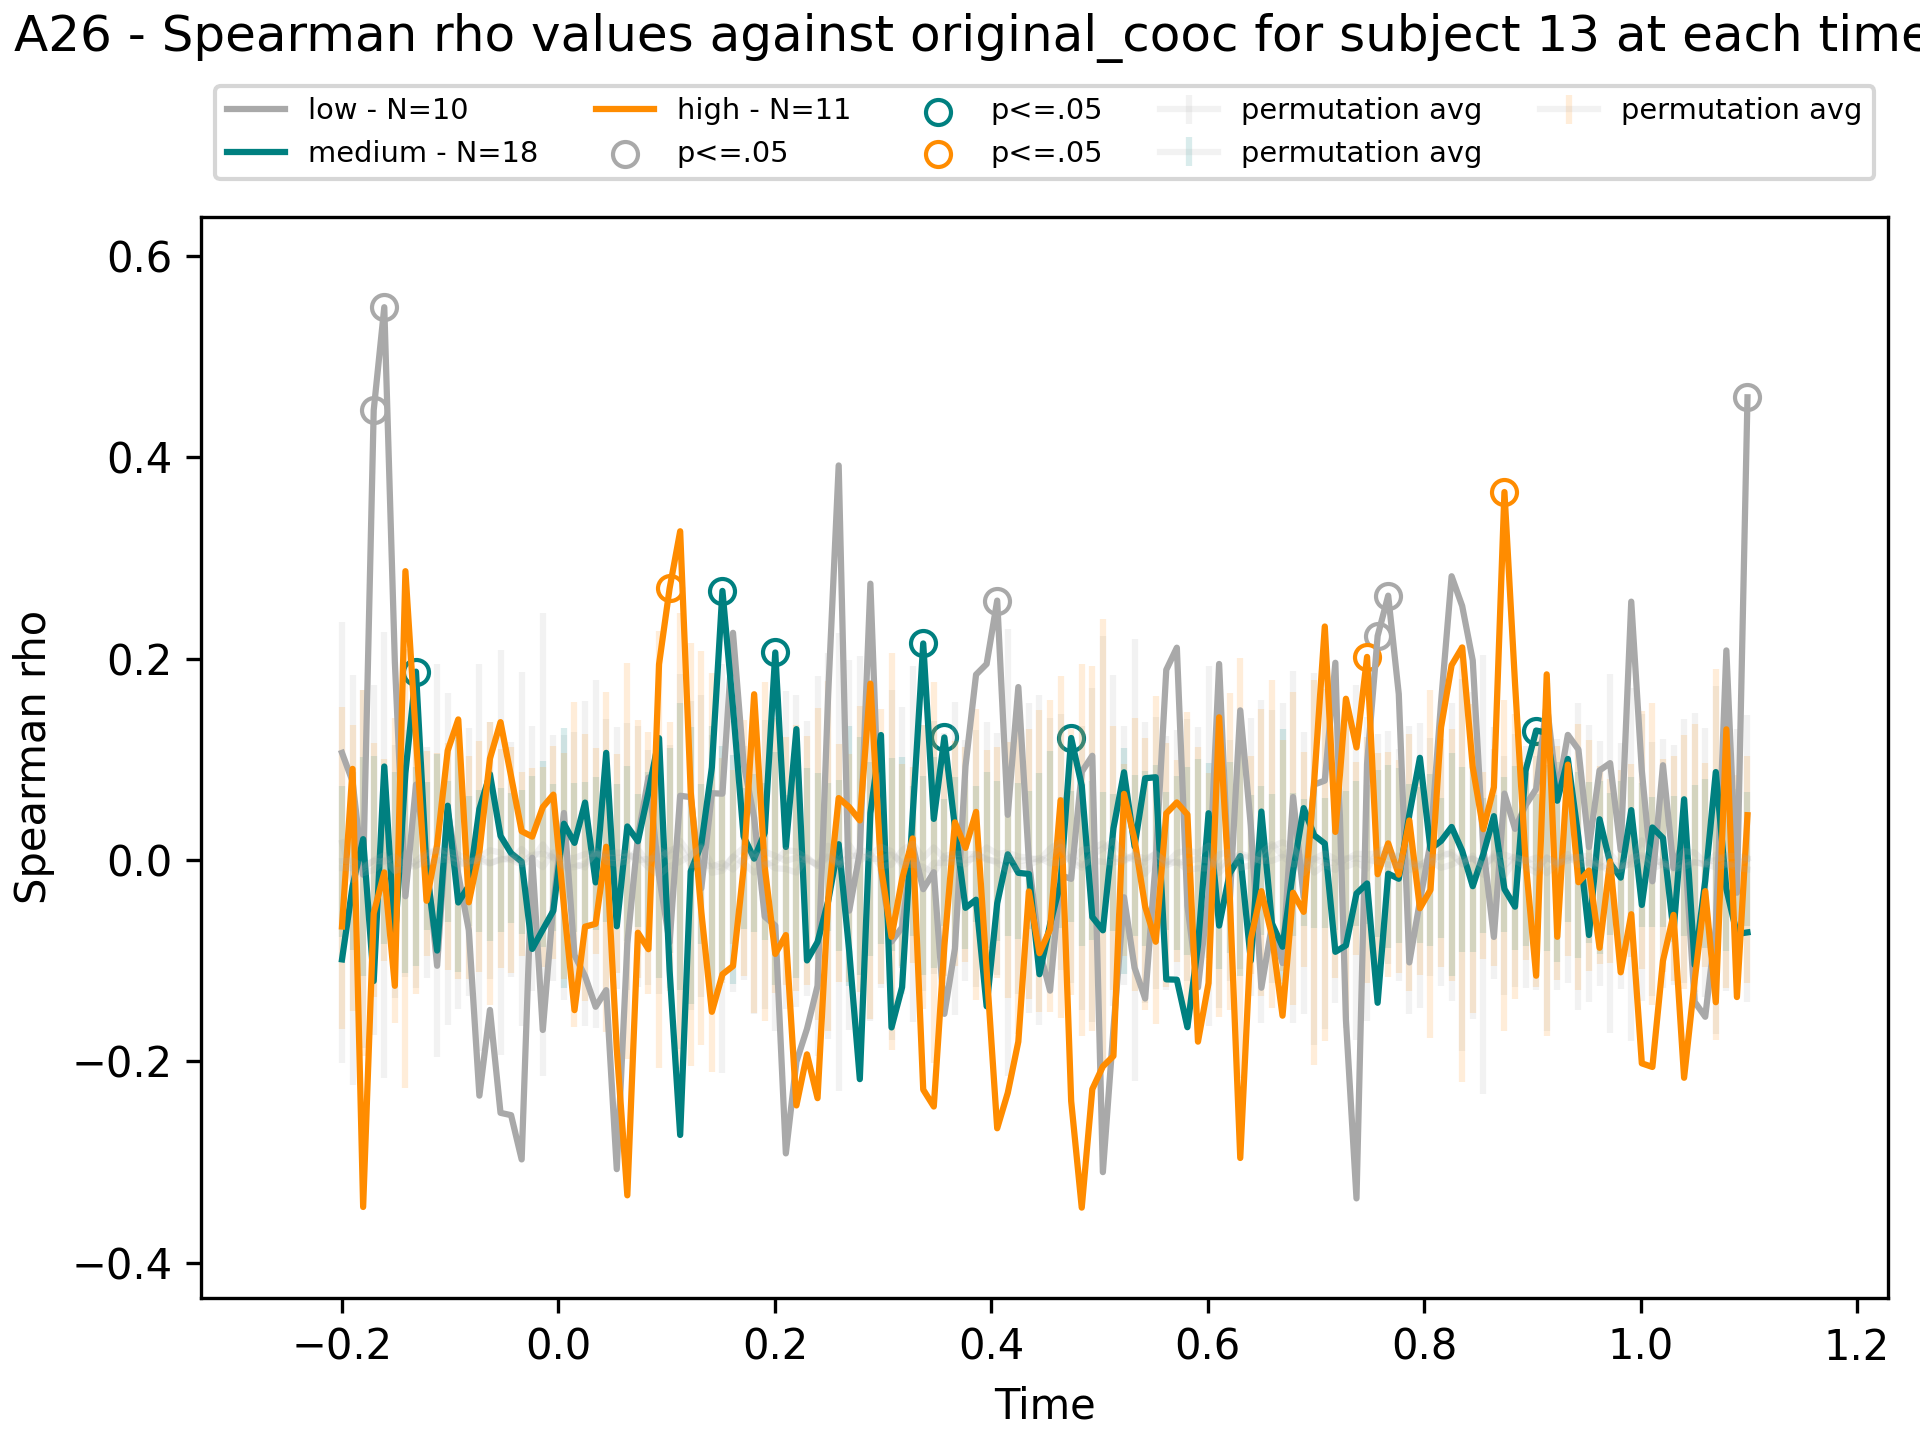 A26 - Spearman rho values against original_cooc for subject 13 at each time
low - N=10
medium - N=18
high - N=11
p<=.05
p<=.05
p<=.05
permutation avg
permutation avg
permutation avg
Spearman rho
0.6
0.4
0.2
0.0
−0.2
−0.4
−0.2
0.0
0.2
0.4
0.6
0.8
1.0
1.2
Time